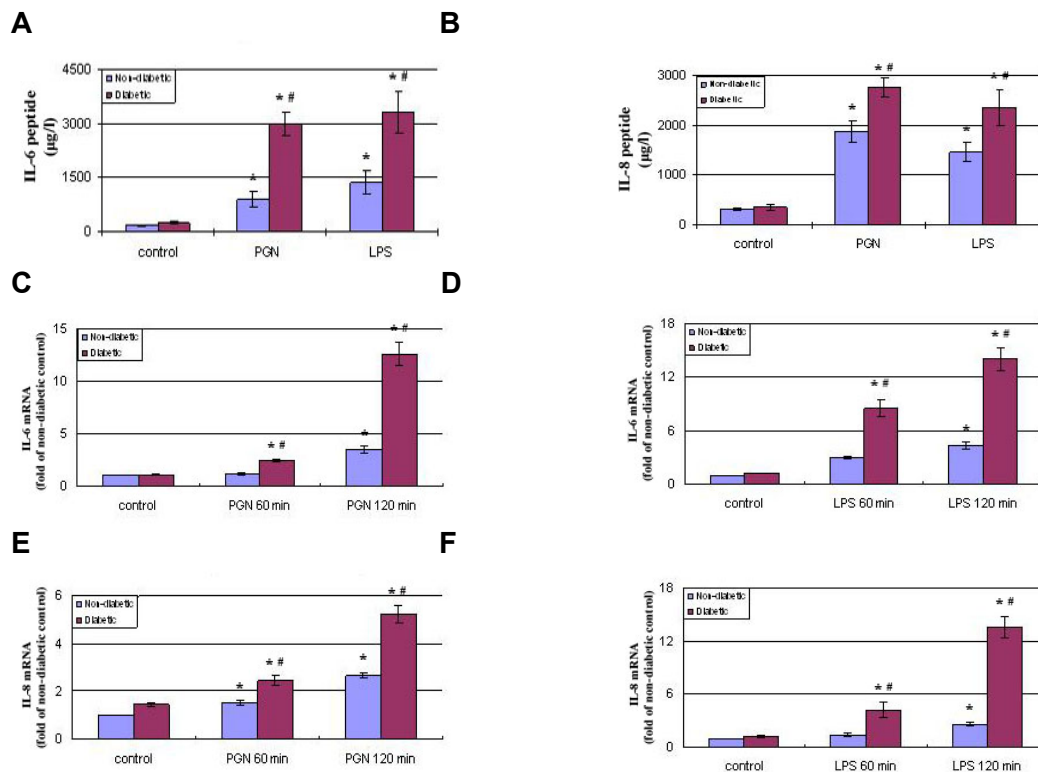 A
IL-6 peptide
(µg/l)
4500
3000
1500
0
Non-diabetic
Diabetic
*
* #
*
* #
control PGN LPS
B
IL-8 peptide
(µg/l)
3000
2000
1000
0
Non-diabetic
Diabetic
*
* #
*
* #
control PGN LPS
C
IL-6 mRNA
(fold of non-diabetic control)
15
10
5
0
Non-diabetic
Diabetic
* #
*
* #
control PGN 60 min PGN 120 min
D
IL-6 mRNA
(fold of non-diabetic control)
18
12
6
0
Non-diabetic
Diabetic
* #
*
* #
control LPS 60 min LPS 120 min
E
IL-8 mRNA
(fold of non-diabetic control)
6
4
2
0
Non-diabetic
Diabetic
*
* #
*
* #
control PGN 60 min PGN 120 min
F
IL-8 mRNA
(fold of non-diabetic control)
18
12
6
0
Non-diabetic
Diabetic
* #
*
* #
control LPS 60 min LPS 120 min